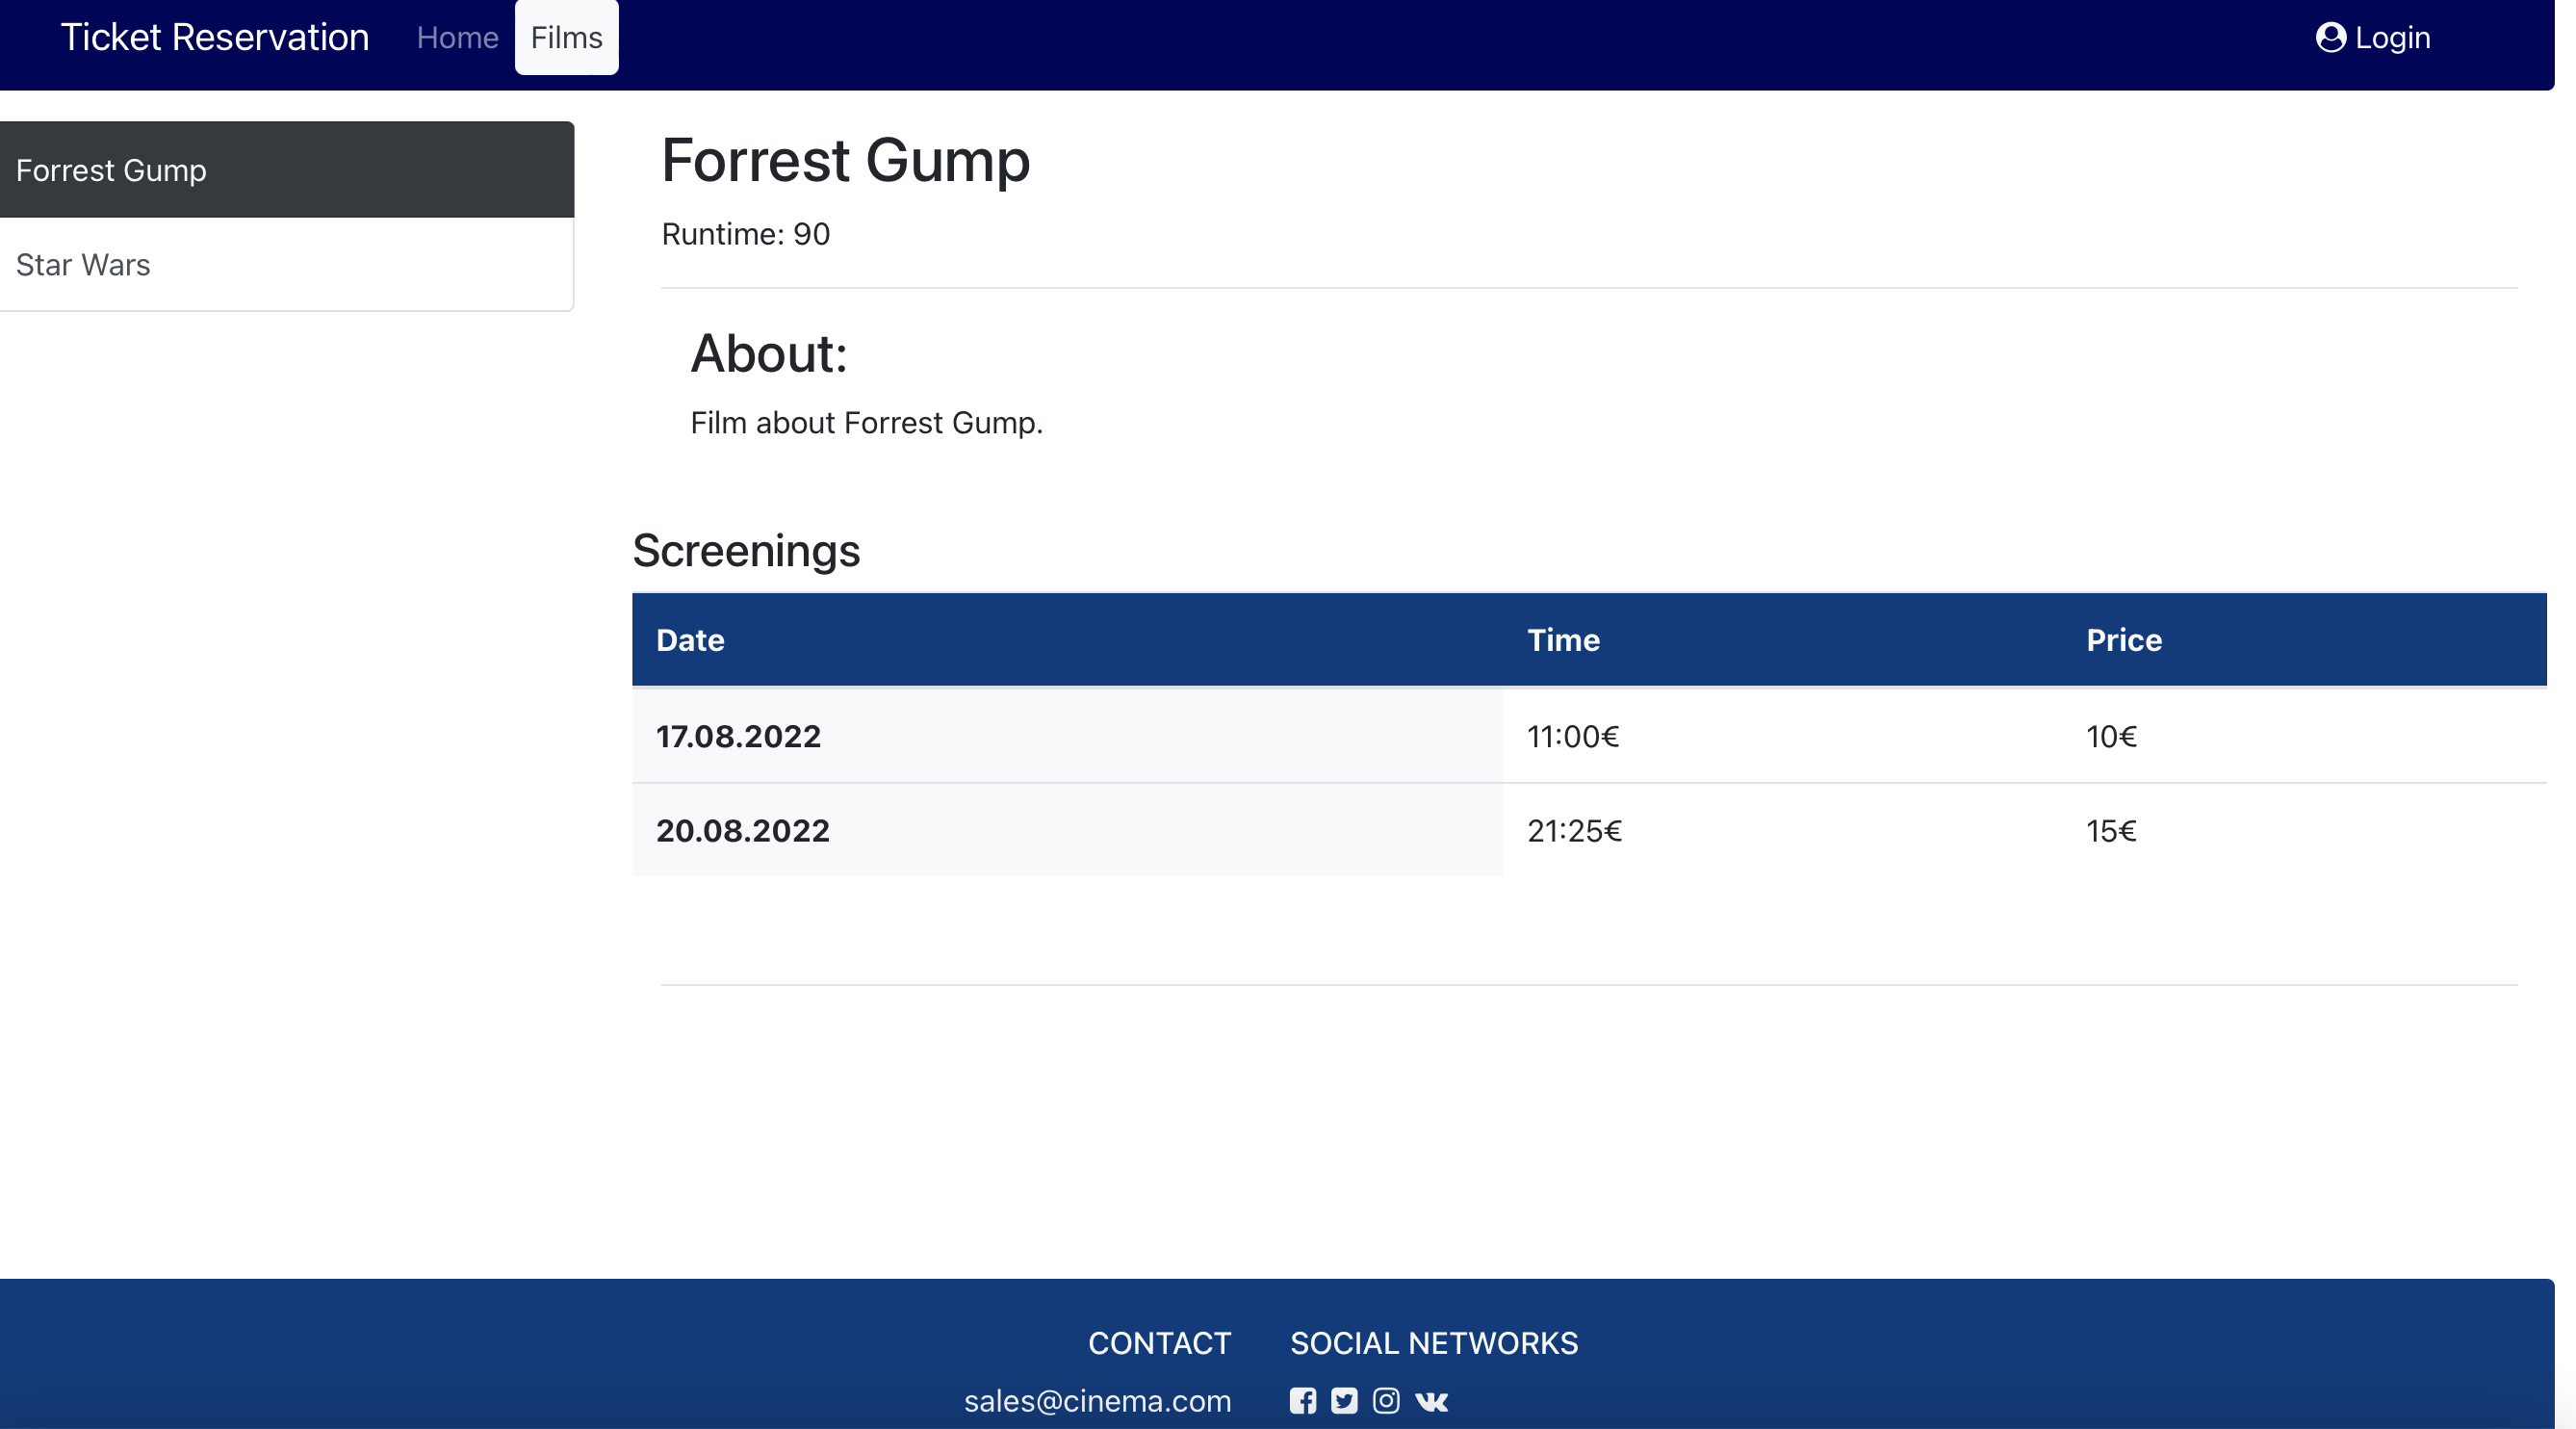 Ticket Reservation Home Films Login
Forrest Gump
Star Wars
Forrest Gump
Runtime: 90
About:
Film about Forrest Gump.
Screenings
Date Time Price
17.08.2022 11:00€ 10€
20.08.2022 21:25€ 15€
CONTACT SOCIAL NETWORKS
sales@cinema.com